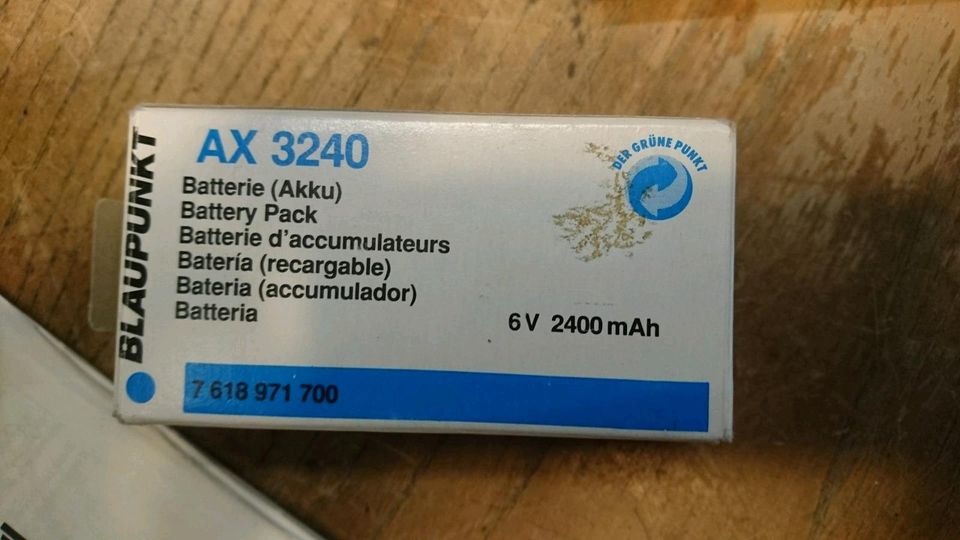 BLAUPUNKT
AX 3240
Batterie (Akku)
Battery Pack
Batterie d'accumulateurs
Batería (recargable)
Bateria (accumulador)
Batteria
DER GRÜNE PUNKT
6V 2400 mAh
7 618 971 700